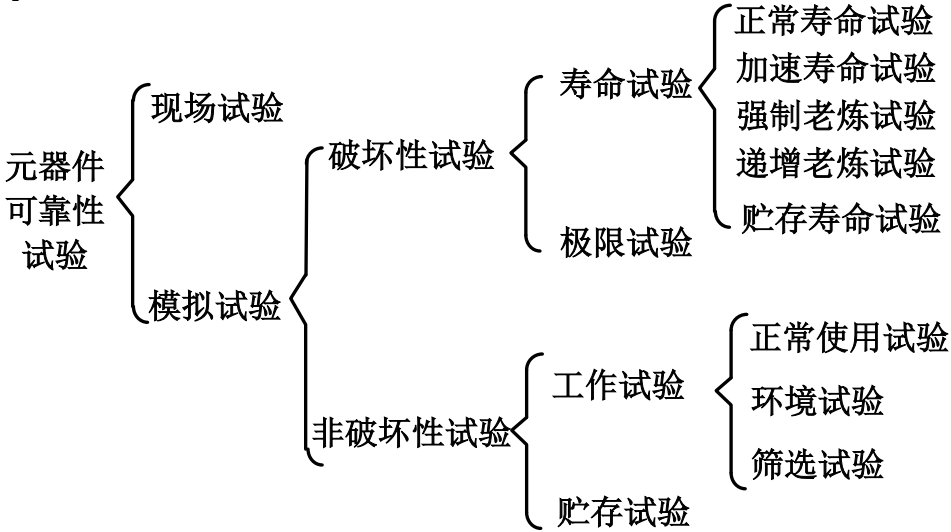 元器件
可靠性
试验
现场试验
模拟试验
破坏性试验
非破坏性试验
寿命试验
极限试验
工作试验
贮存试验
正常寿命试验
加速寿命试验
强制老炼试验
递增老炼试验
贮存寿命试验
正常使用试验
环境试验
筛选试验